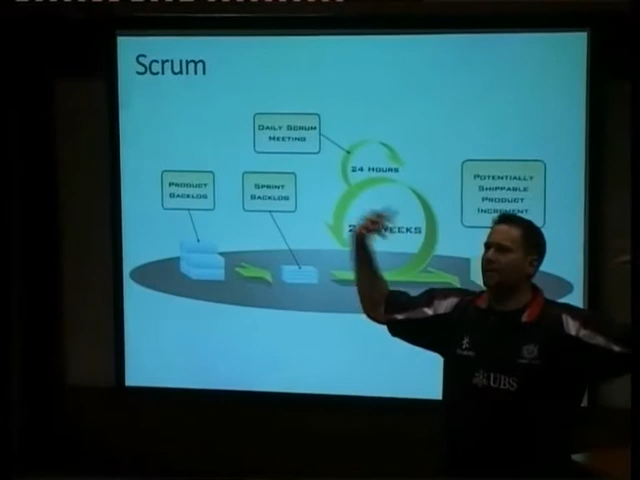 Scrum
DAILY SCRUM
MEETING
24 HOURS
PRODUCT
BACKLOG
SPRINT
BACKLOG
POTENTIALLY
SHIPPABLE
PRODUCT
INCREMENT
WEEKS
UBS